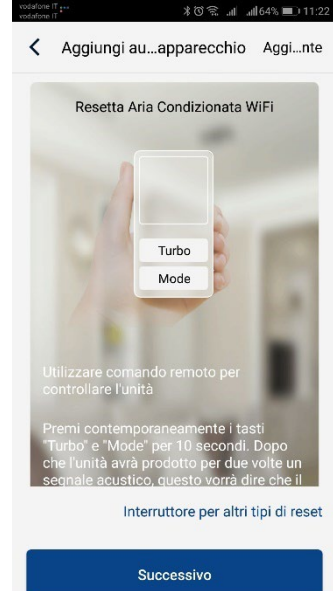 vodafone IT
vodafone IT
64% 11:22
Aggiungi au...apparecchio Aggi...nte
Resetta Aria Condizionata WiFi
Turbo
Mode
Utilizzare comando remoto per
controllare l'unità
Premi contemporaneamente i tasti
"Turbo" e "Mode" per 10 secondi. Dopo
che l'unità avrà prodotto per due volte un
segnale acustico, questo vorrà dire che il
Interruttore per altri tipi di reset
Successivo